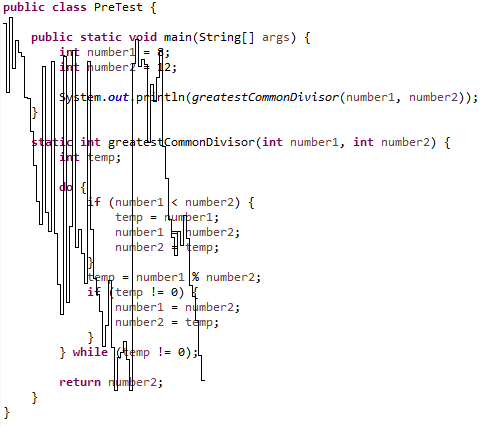 public class PreTest {
public static void main(String[] args) {
int number1 = 8;
int number2 = 12;
System.out.println(greatestCommonDivisor(number1, number2));
}
static int greatestCommonDivisor(int number1, int number2) {
int temp;
do {
if (number1 < number2) {
temp = number1;
number1 = number2;
number2 = temp;
}
temp = number1 % number2;
if (temp != 0) {
number1 = number2;
number2 = temp;
}
} while (temp != 0);
return number2;
}
}